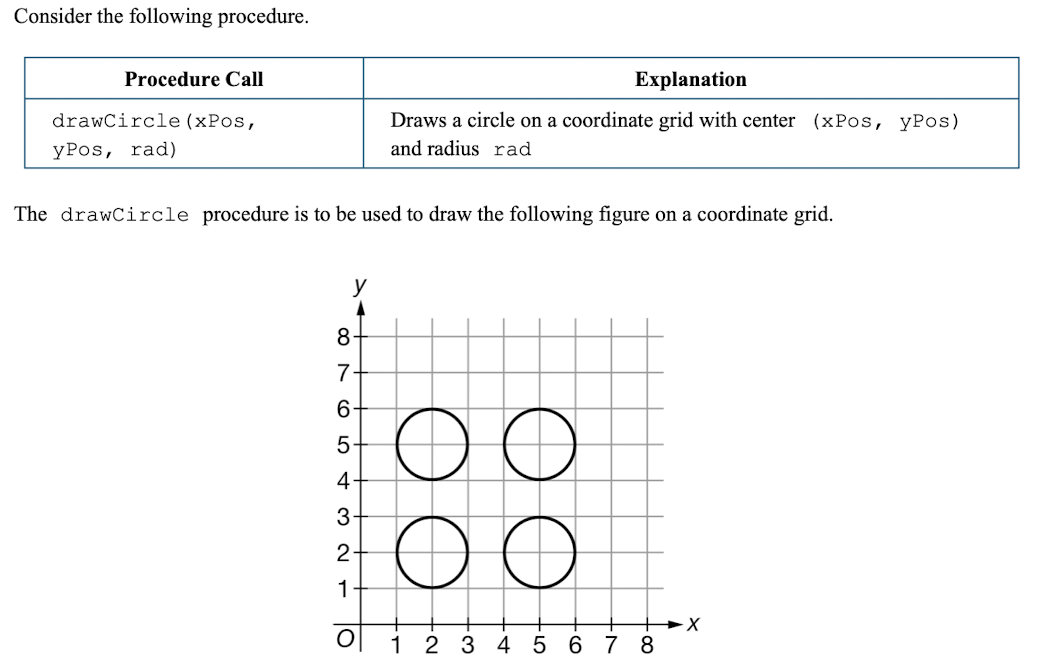 Consider the following procedure.
Procedure Call
Explanation
drawCircle(xPos,
yPos, rad)
Draws a circle on a coordinate grid with center (xPos, yPos)
and radius rad
The drawCircle procedure is to be used to draw the following figure on a coordinate grid.
y
8
7
6
5
4
3
2
1
O 1 2 3 4 5 6 7 8 x